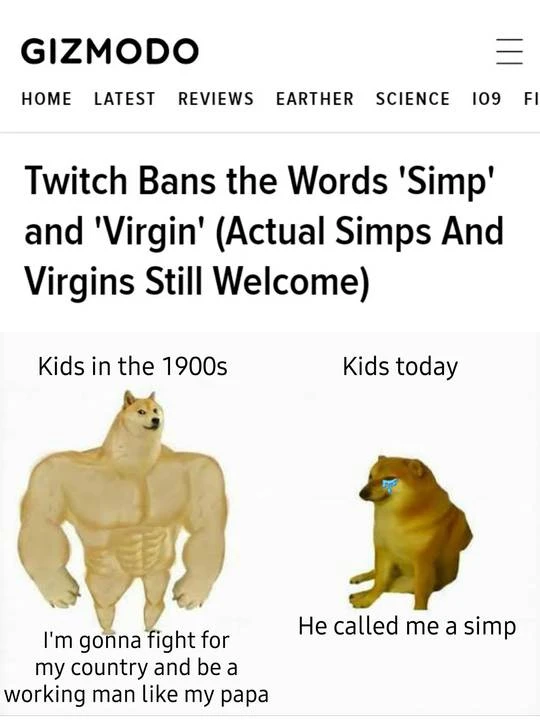 GIZMODO
HOME LATEST REVIEWS EARTHER SCIENCE IO9 FI
Twitch Bans the Words 'Simp'
and 'Virgin' (Actual Simps And
Virgins Still Welcome)
Kids in the 1900s
Kids today
I'm gonna fight for
my country and be a
working man like my papa
He called me a simp